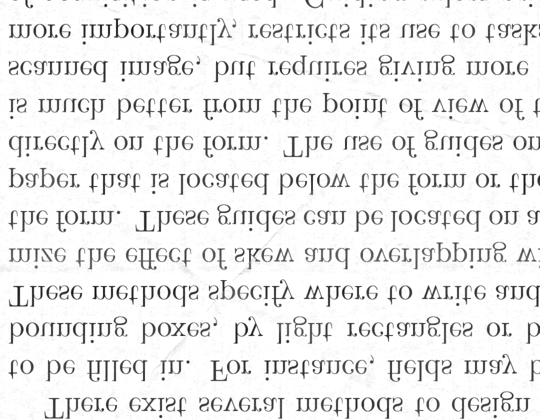 There exist several methods to design
to be filled in. For instance, fields may b
bounding boxes, by light rectangles or b
These methods specify where to write and
mize the effect of skew and overlapping wi
the form. These guides can be located on a
paper that is located below the form or the
directly on the form. The use of guides on
is much better from the point of view of t
scanned image, but requires giving more
more importantly, restricts its use to tasks